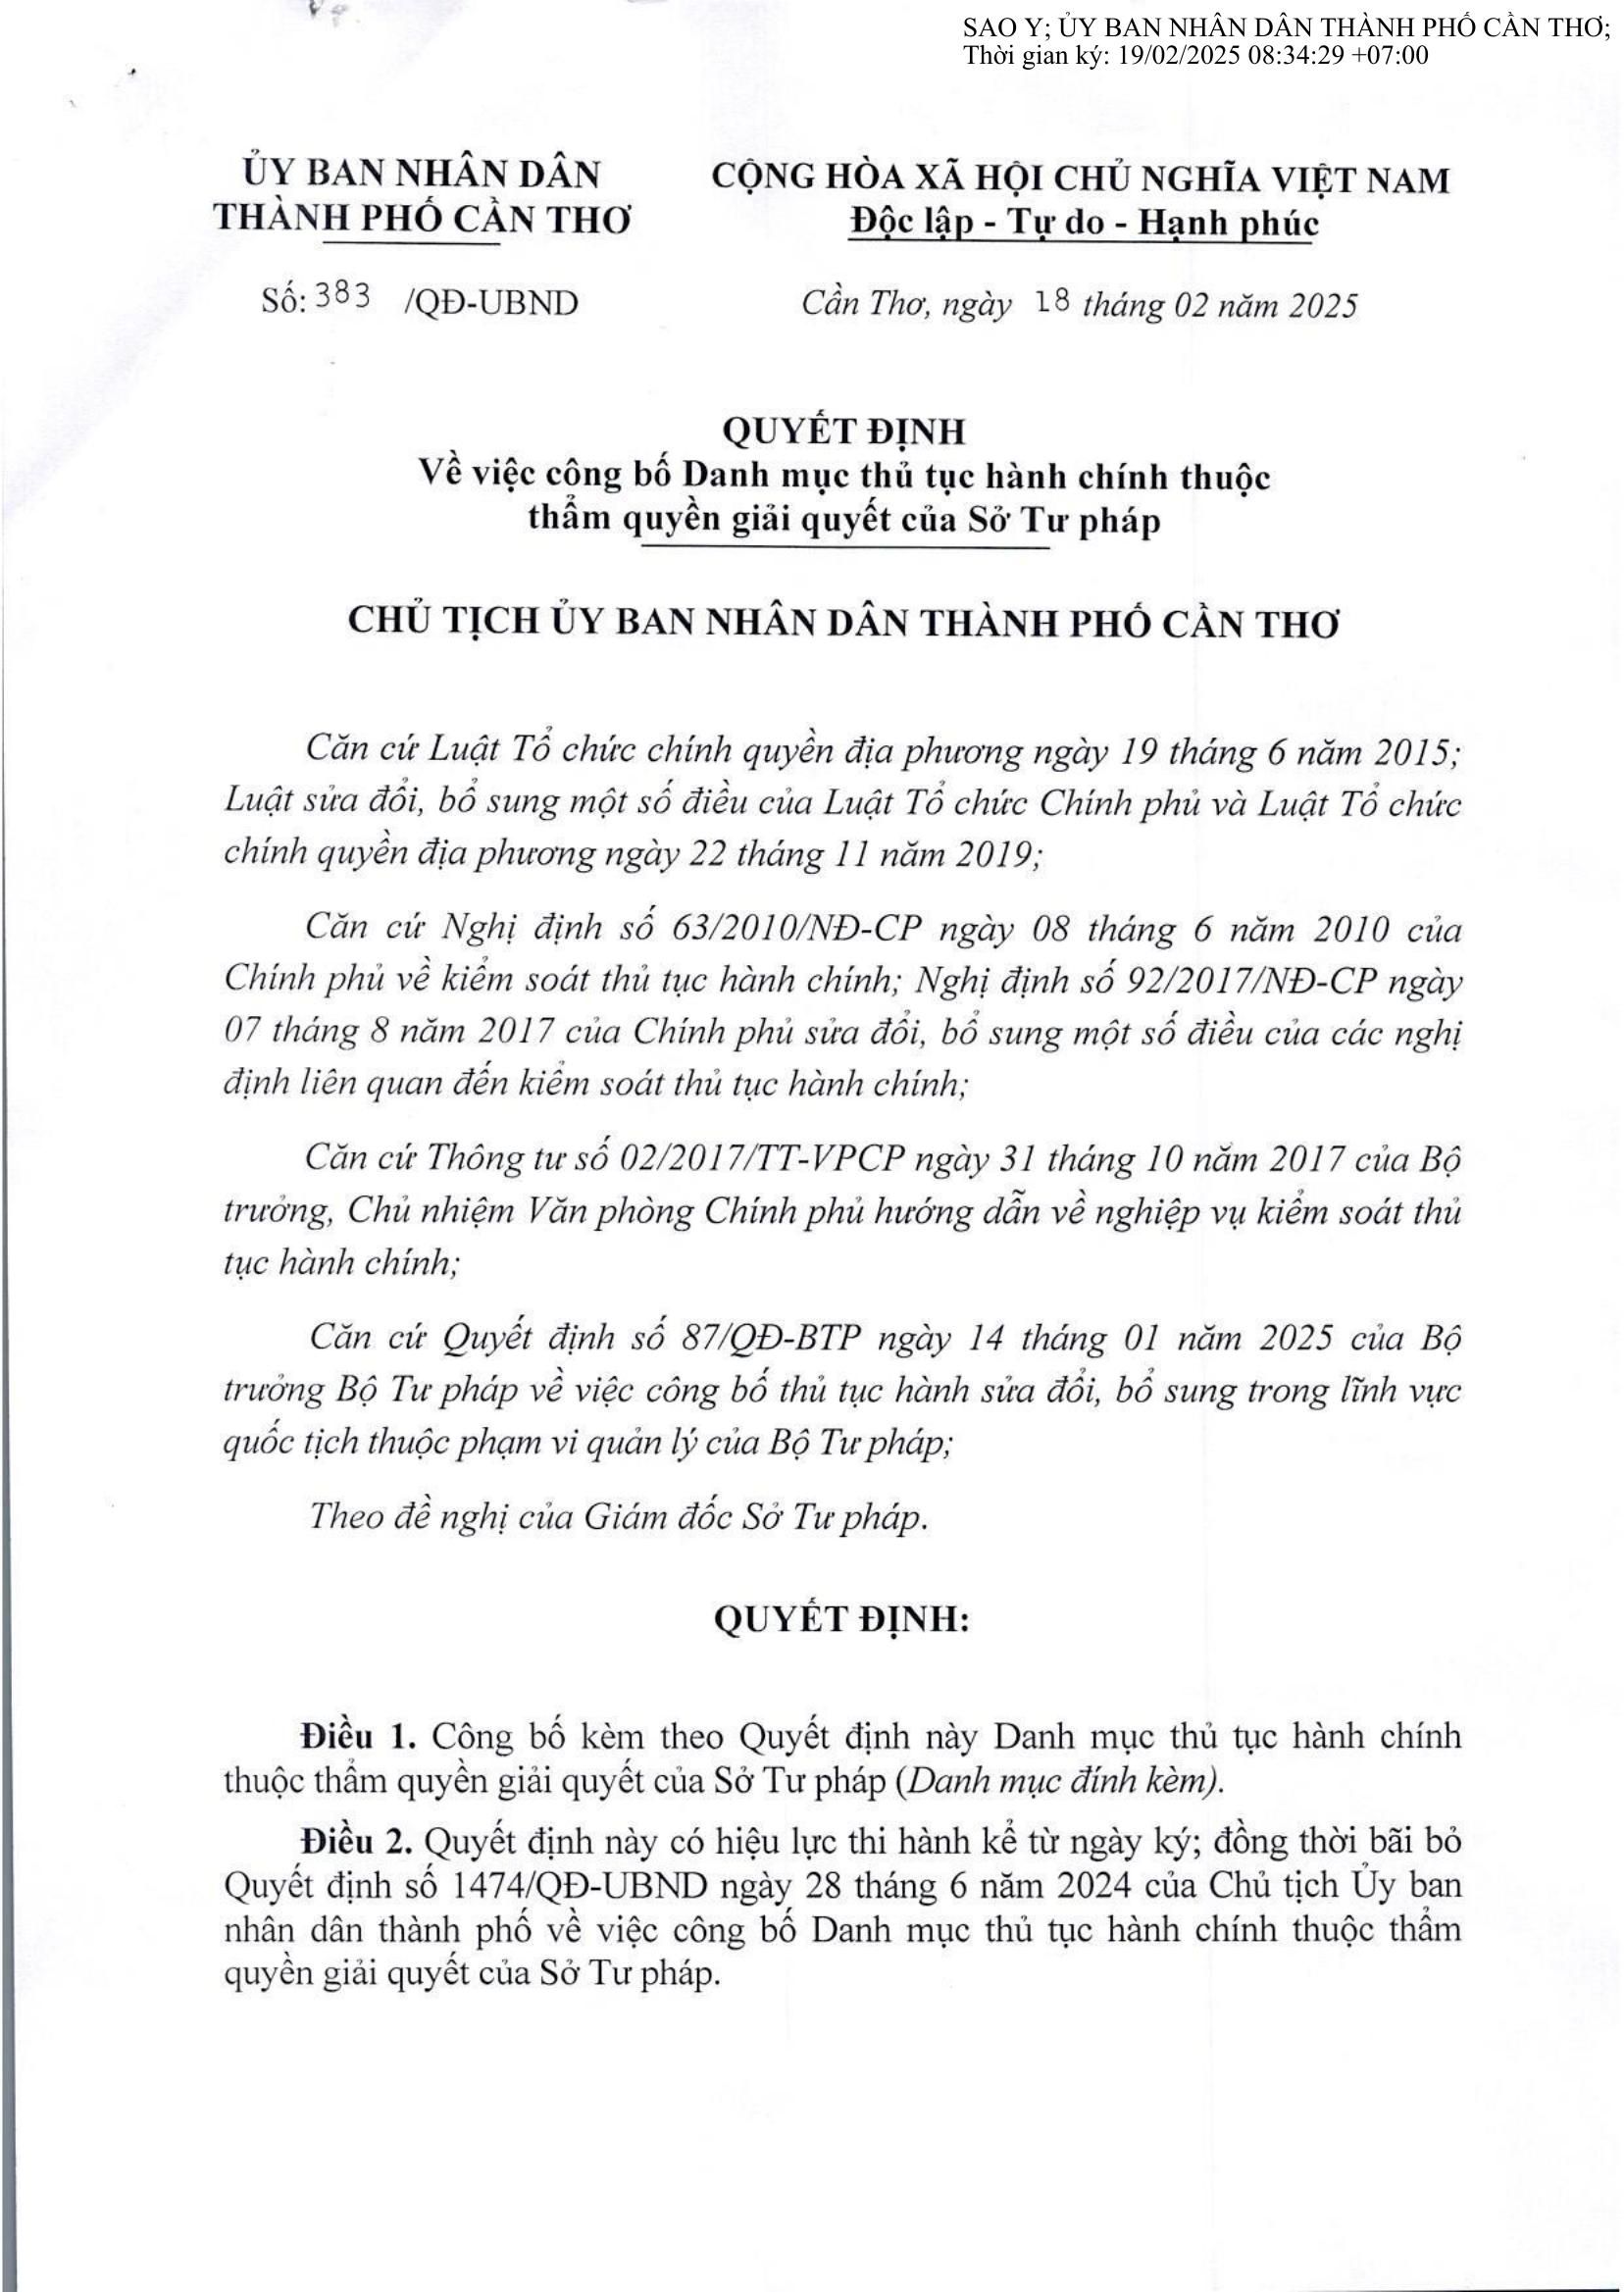 SAO Y; ỦY BAN NHÂN DÂN THÀNH PHỐ CẦN THƠ;
Thời gian ký: 19/02/2025 08:34:29 +07:00
ỦY BAN NHÂN DÂN
THÀNH PHỐ CẦN THƠ
Số: 383 /QĐ-UBND
CỘNG HÒA XÃ HỘI CHỦ NGHĨA VIỆT NAM
Độc lập - Tự do - Hạnh phúc
Cần Thơ, ngày 18 tháng 02 năm 2025
QUYẾT ĐỊNH
Về việc công bố Danh mục thủ tục hành chính thuộc
thẩm quyền giải quyết của Sở Tư pháp
CHỦ TỊCH ỦY BAN NHÂN DÂN THÀNH PHỐ CẦN THƠ
Căn cứ Luật Tổ chức chính quyền địa phương ngày 19 tháng 6 năm 2015;
Luật sửa đổi, bổ sung một số điều của Luật Tổ chức Chính phủ và Luật Tổ chức
chính quyền địa phương ngày 22 tháng 11 năm 2019;
Căn cứ Nghị định số 63/2010/NĐ-CP ngày 08 tháng 6 năm 2010 của
Chính phủ về kiểm soát thủ tục hành chính; Nghị định số 92/2017/NĐ-CP ngày
07 tháng 8 năm 2017 của Chính phủ sửa đổi, bổ sung một số điều của các nghị
định liên quan đến kiểm soát thủ tục hành chính;
Căn cứ Thông tư số 02/2017/TT-VPCP ngày 31 tháng 10 năm 2017 của Bộ
trưởng, Chủ nhiệm Văn phòng Chính phủ hướng dẫn về nghiệp vụ kiểm soát thủ
tục hành chính;
Căn cứ Quyết định số 87/QĐ-BTP ngày 14 tháng 01 năm 2025 của Bộ
trưởng Bộ Tư pháp về việc công bố thủ tục hành sửa đổi, bổ sung trong lĩnh vực
quốc tịch thuộc phạm vi quản lý của Bộ Tư pháp;
Theo đề nghị của Giám đốc Sở Tư pháp.
QUYẾT ĐỊNH:
Điều 1. Công bố kèm theo Quyết định này Danh mục thủ tục hành chính
thuộc thẩm quyền giải quyết của Sở Tư pháp (Danh mục đính kèm).
Điều 2. Quyết định này có hiệu lực thi hành kể từ ngày ký; đồng thời bãi bỏ
Quyết định số 1474/QĐ-UBND ngày 28 tháng 6 năm 2024 của Chủ tịch Ủy ban
nhân dân thành phố về việc công bố Danh mục thủ tục hành chính thuộc thẩm
quyền giải quyết của Sở Tư pháp.